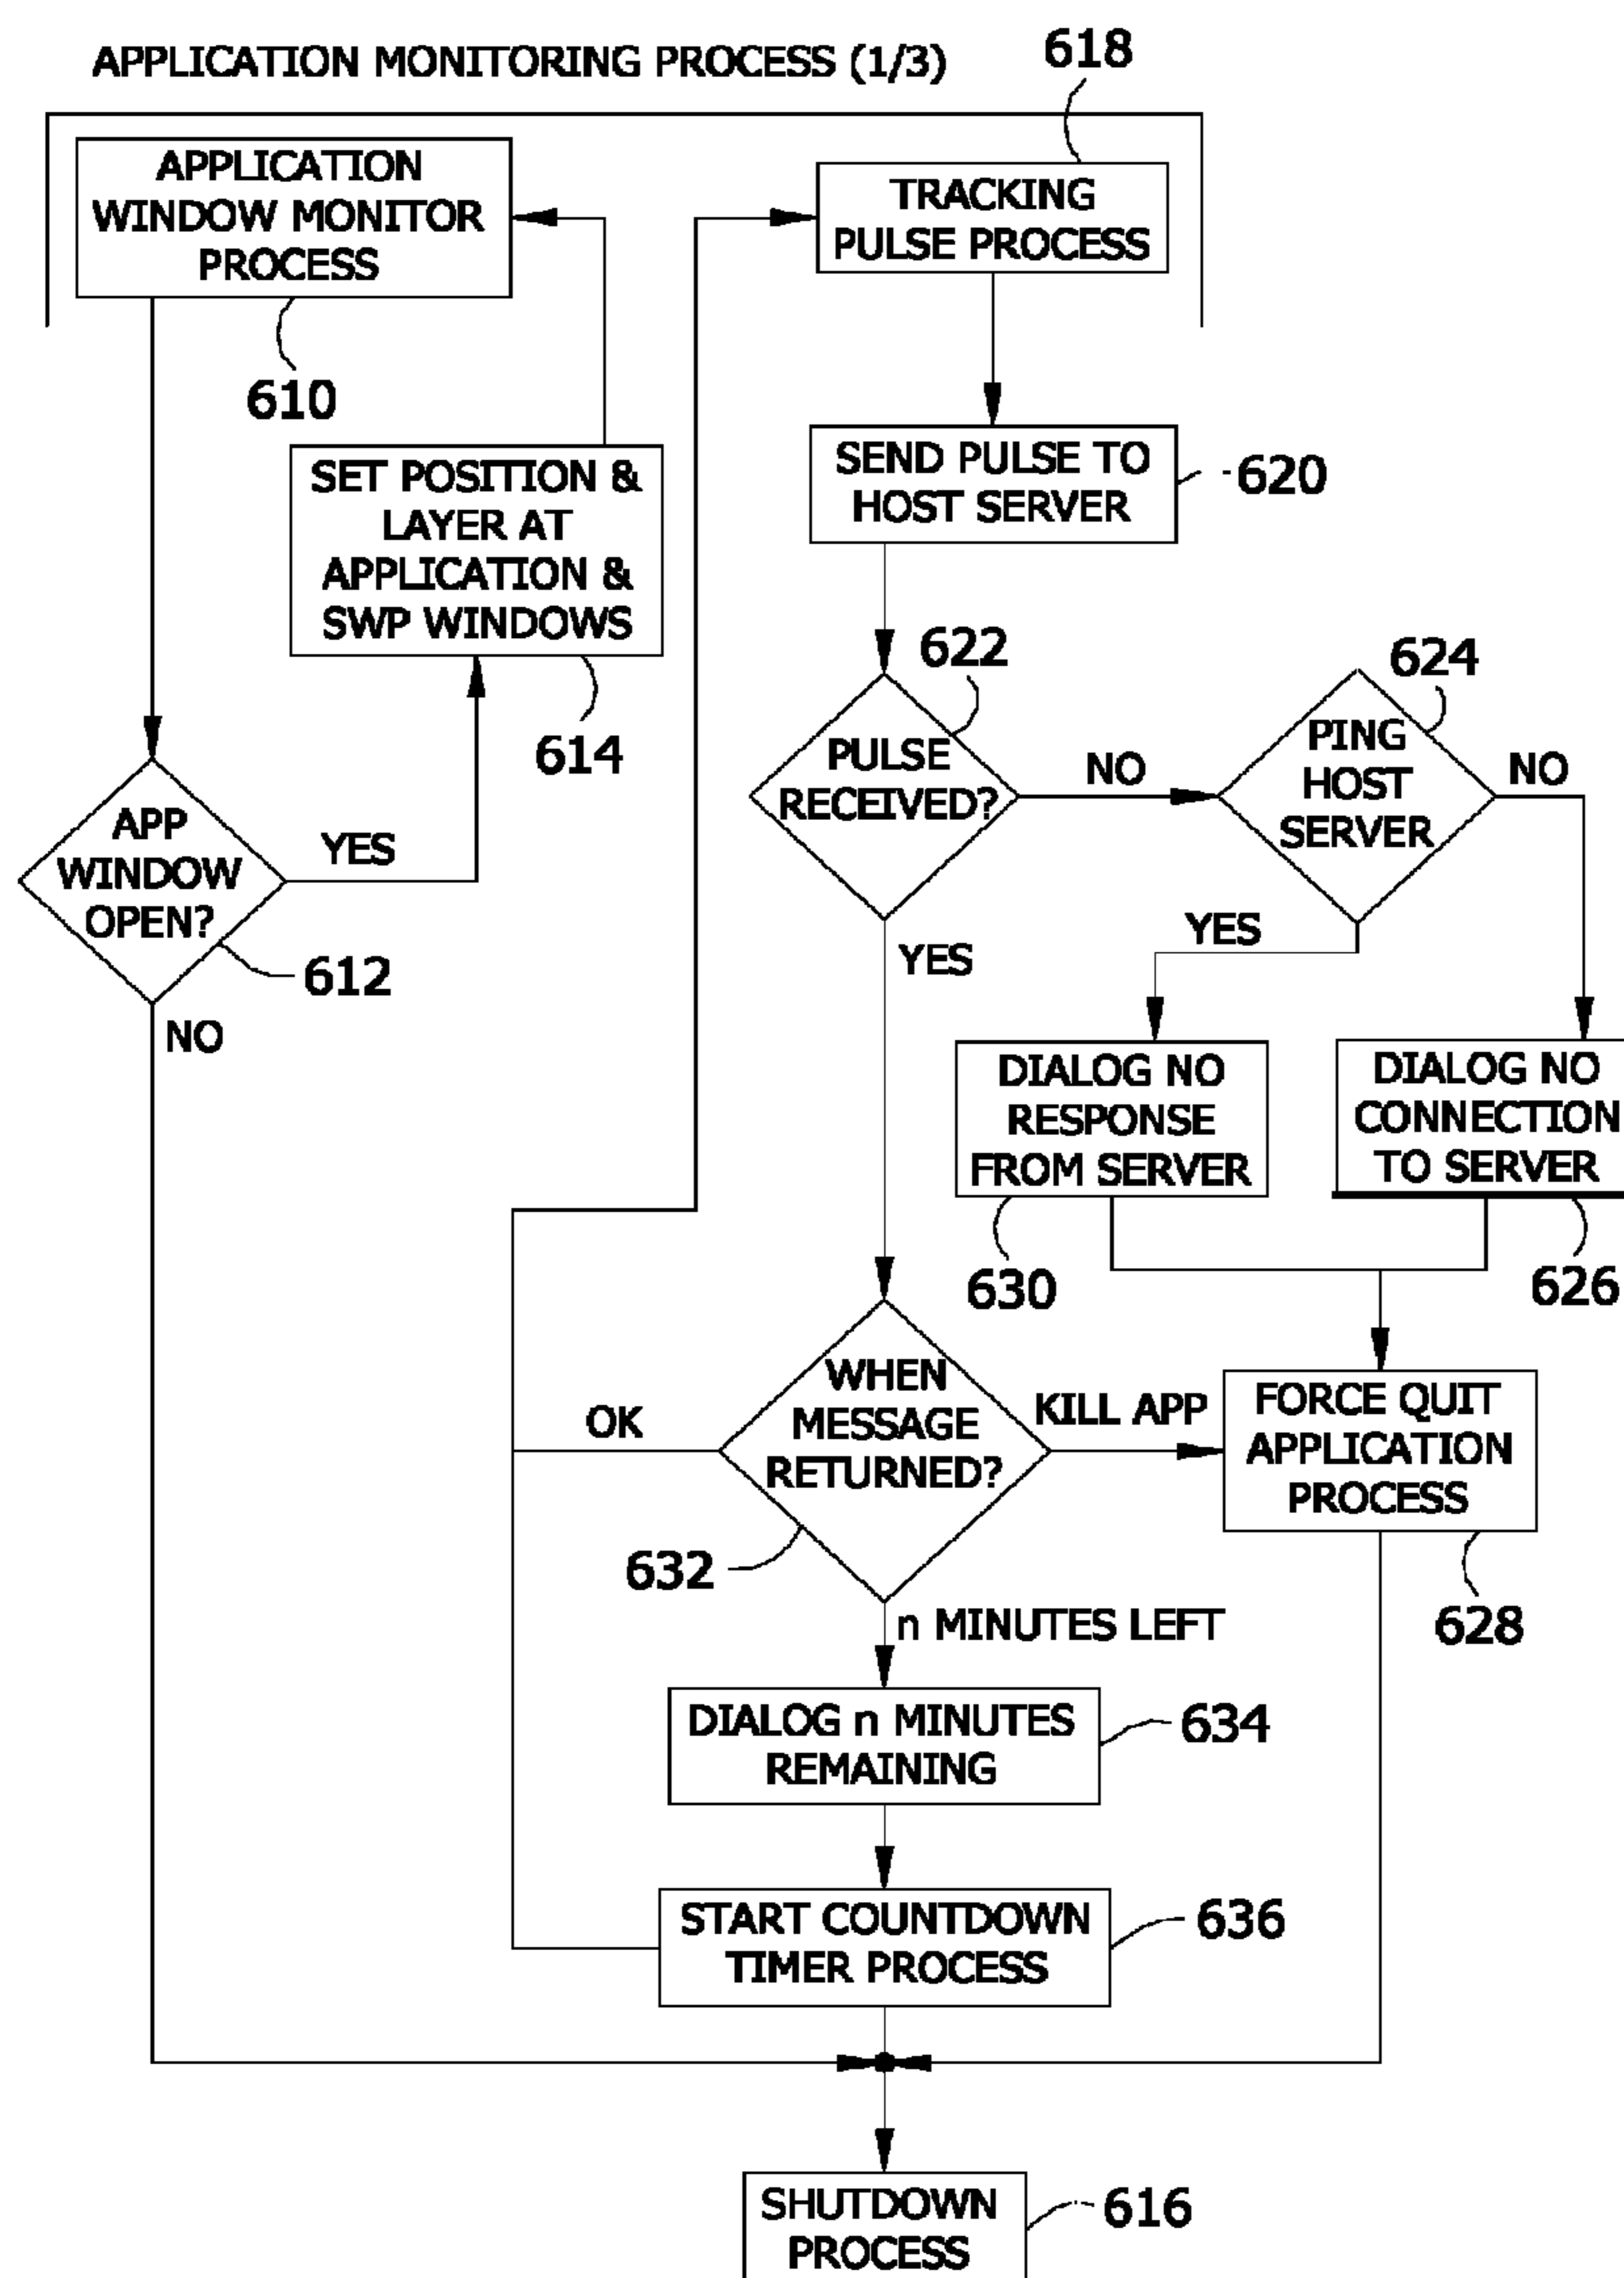 APPLICATION MONITORING PROCESS (1/3)
618
APPLICATION
WINDOW MONITOR
PROCESS
610
TRACKING
PULSE PROCESS
SET POSITION &
LAYER AT
APPLICATION &
SWP WINDOWS
614
SEND PULSE TO
HOST SERVER
620
APP
WINDOW
OPEN?
YES
612
NO
622
PULSE
RECEIVED?
NO
YES
624
PING
HOST
SERVER
NO
YES
DIALOG NO
RESPONSE
FROM SERVER
630
DIALOG NO
CONNECTION
TO SERVER
626
WHEN
MESSAGE
RETURNED?
OK
KILL APP
632
n MINUTES LEFT
FORCE QUIT
APPLICATION
PROCESS
628
DIALOG n MINUTES
REMAINING
634
START COUNTDOWN
TIMER PROCESS
636
SHUTDOWN
PROCESS
616